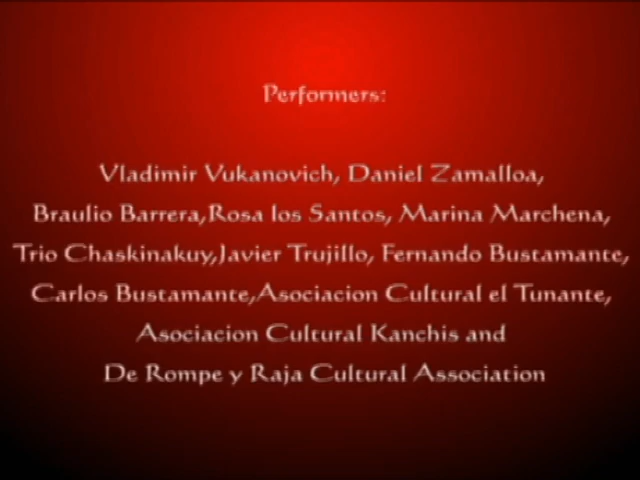 Performers:
Vladimir Vukanovich, Daniel Zamalloa,
Braulio Barrera,Rosa los Santos, Marina Marchena,
Trio Chaskinakuy,Javier Trujillo, Fernando Bustamante,
Carlos Bustamante,Asociacion Cultural el Tunante,
Asociacion Cultural Kanchis and
De Rompe y Raja Cultural Association